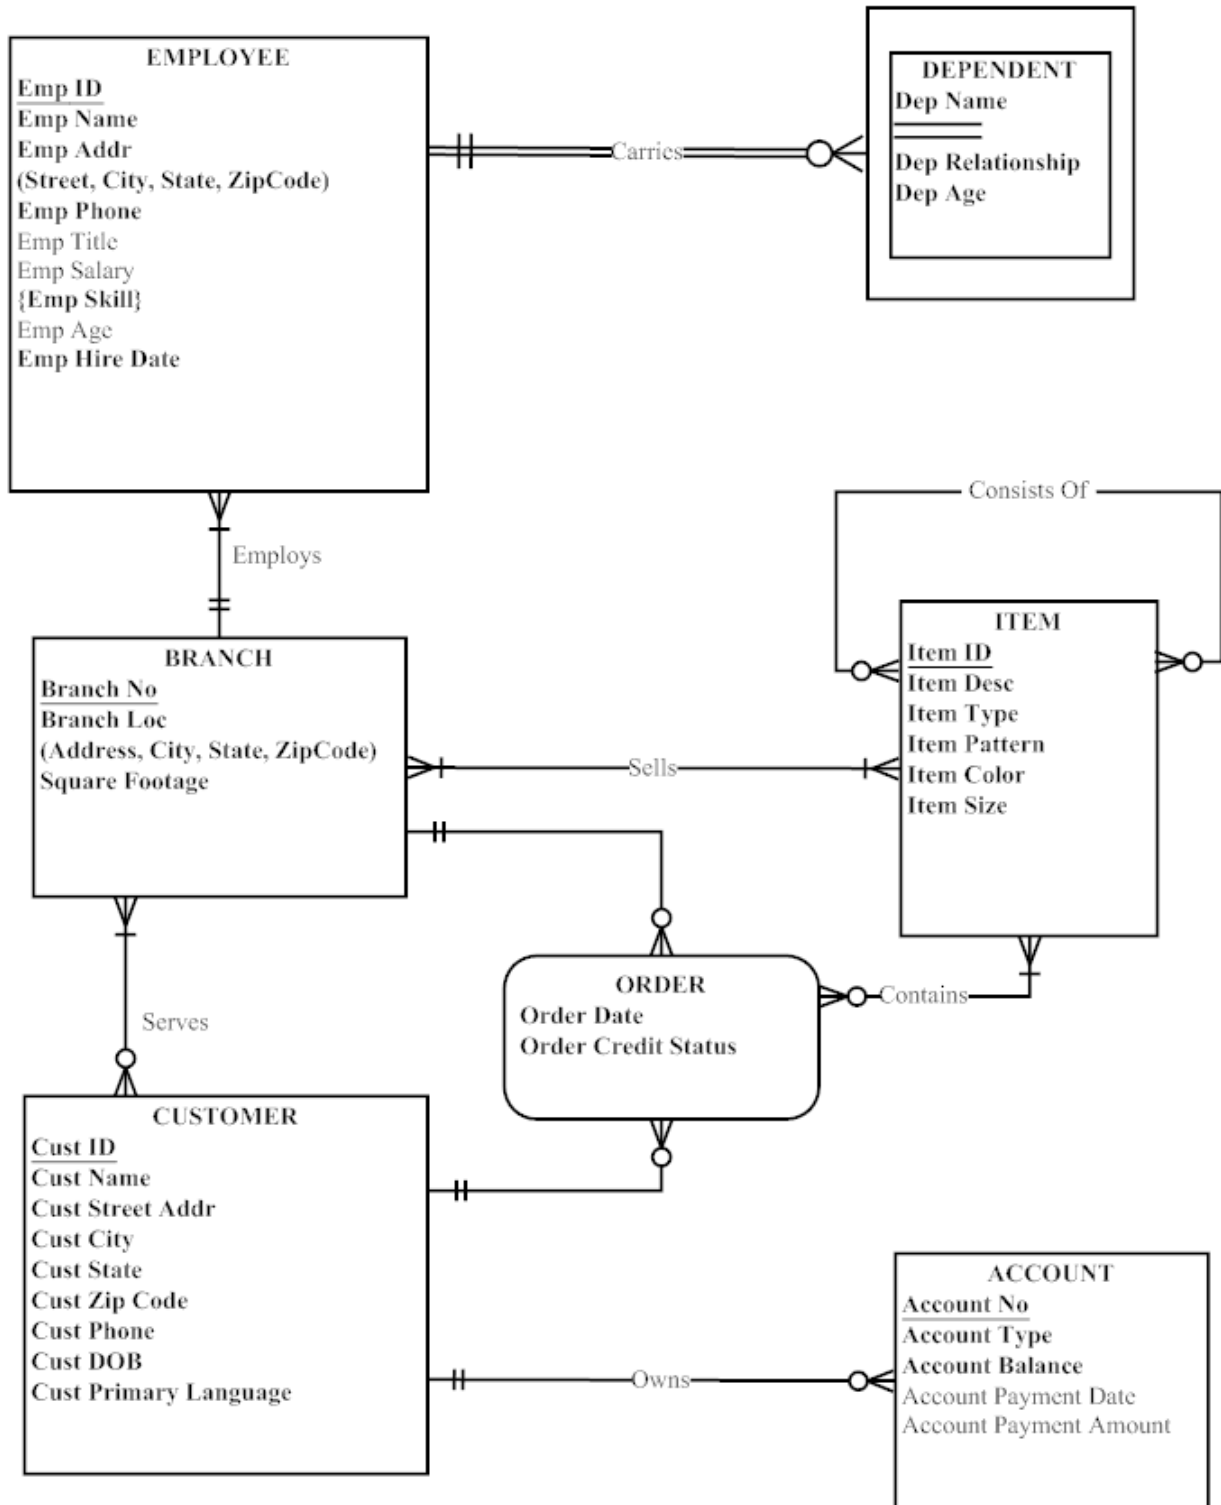 EMPLOYEE
Emp ID
Emp Name
Emp Addr
(Street, City, State, ZipCode)
Emp Phone
Emp Title
Emp Salary
{Emp Skill}
Emp Age
Emp Hire Date
Carries
DEPENDENT
Dep Name
Dep Relationship
Dep Age
Employs
Consists Of
BRANCH
Branch No
Branch Loc
(Address, City, State, ZipCode)
Square Footage
Sells
ITEM
Item ID
Item Desc
Item Type
Item Pattern
Item Color
Item Size
Serves
ORDER
Order Date
Order Credit Status
Contains
CUSTOMER
Cust ID
Cust Name
Cust Street Addr
Cust City
Cust State
Cust Zip Code
Cust Phone
Cust DOB
Cust Primary Language
Owns
ACCOUNT
Account No
Account Type
Account Balance
Account Payment Date
Account Payment Amount